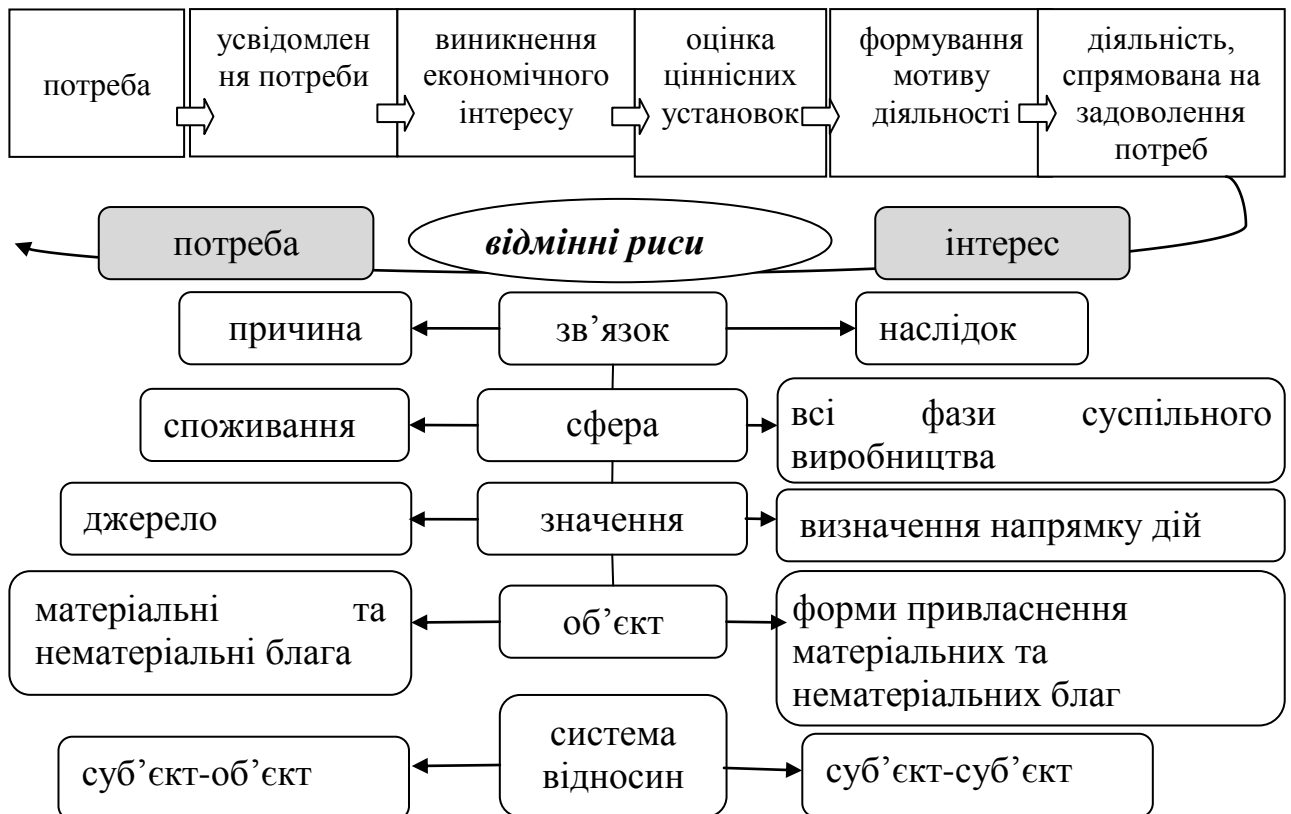 потреба
усвідомлен
ня потреби
виникнення
економічного
інтересу
оцінка
ціннісних
установок
формування
мотиву
діяльності
діяльність,
спрямована на
задоволення
потреб
потреба
відмінні риси
інтерес
причина
зв’язок
наслідок
споживання
сфера
всі фази суспільного
виробництва
джерело
значення
визначення напрямку дій
матеріальні та
нематеріальні блага
об’єкт
форми привласнення
матеріальних та
нематеріальних благ
суб’єкт-об’єкт
система
відносин
суб’єкт-суб’єкт